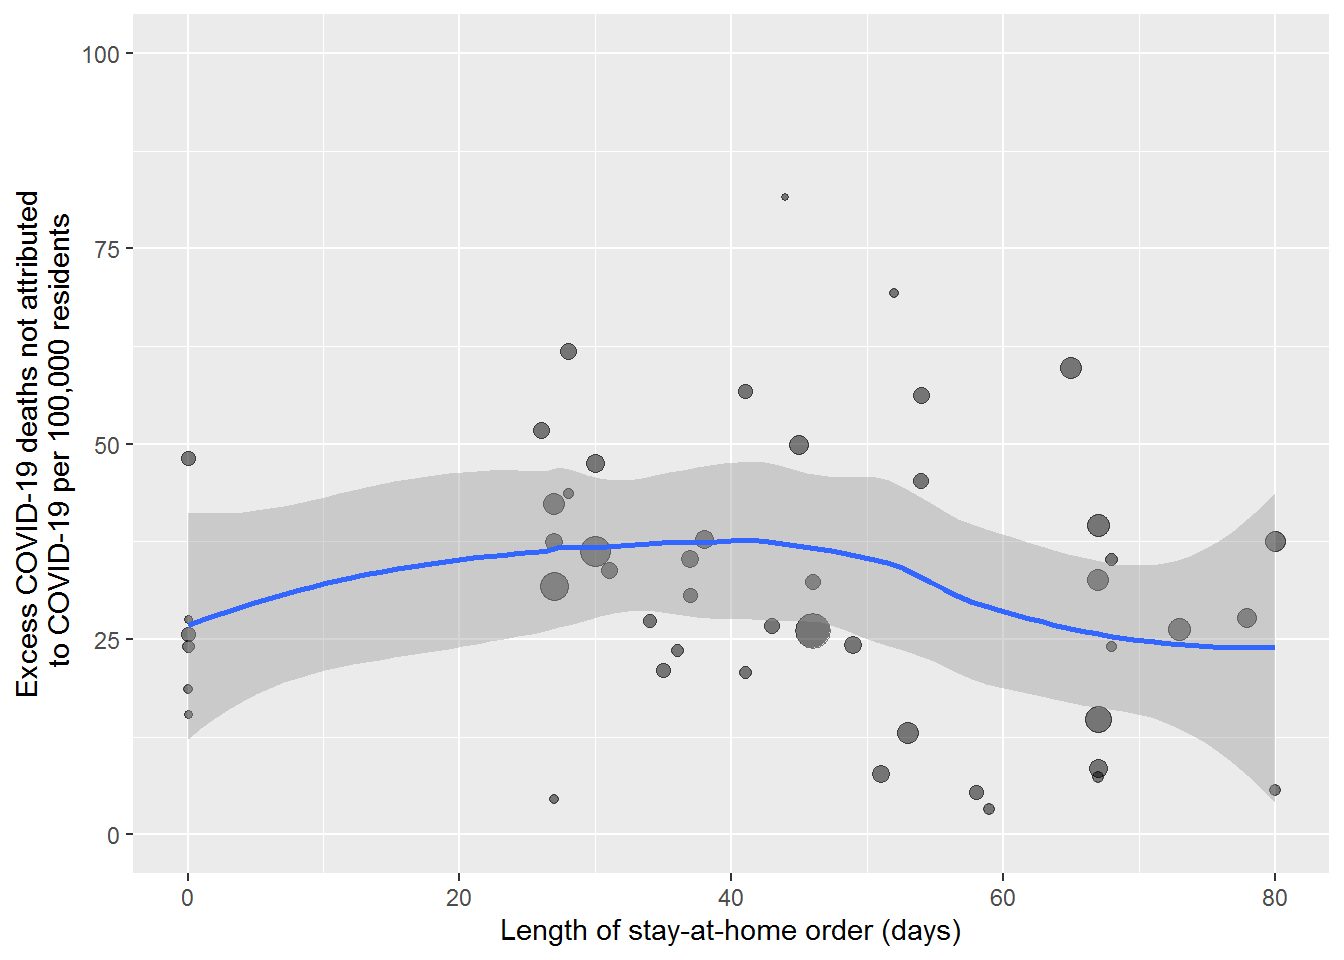 Excess COVID-19 deaths not attributed
to COVID-19 per 100,000 residents
100
75
50
25
0
0 20 40 60 80
Length of stay-at-home order (days)